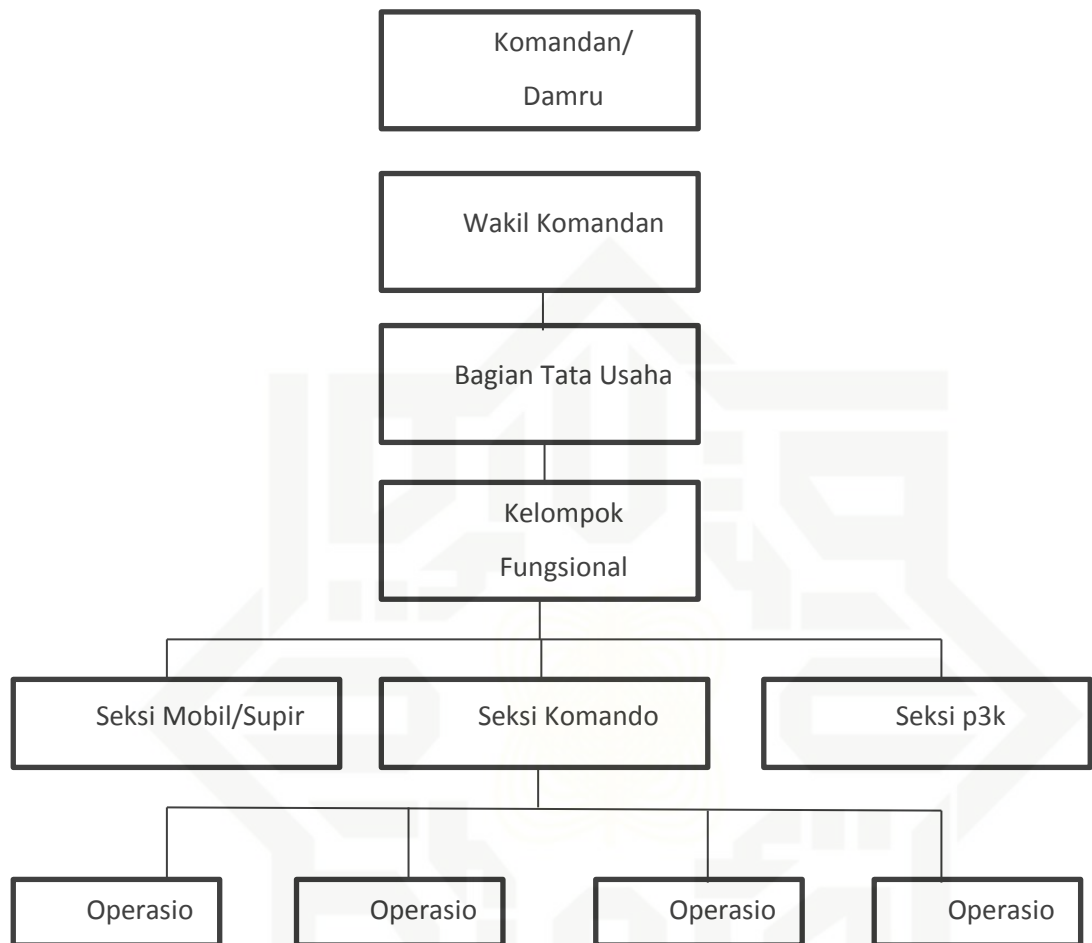 Komandan/
Damru
Wakil Komandan
Bagian Tata Usaha
Kelompok
Fungsional
Seksi Mobil/Supir
Seksi Komando
Seksi p3k
Operasio
Operasio
Operasio
Operasio